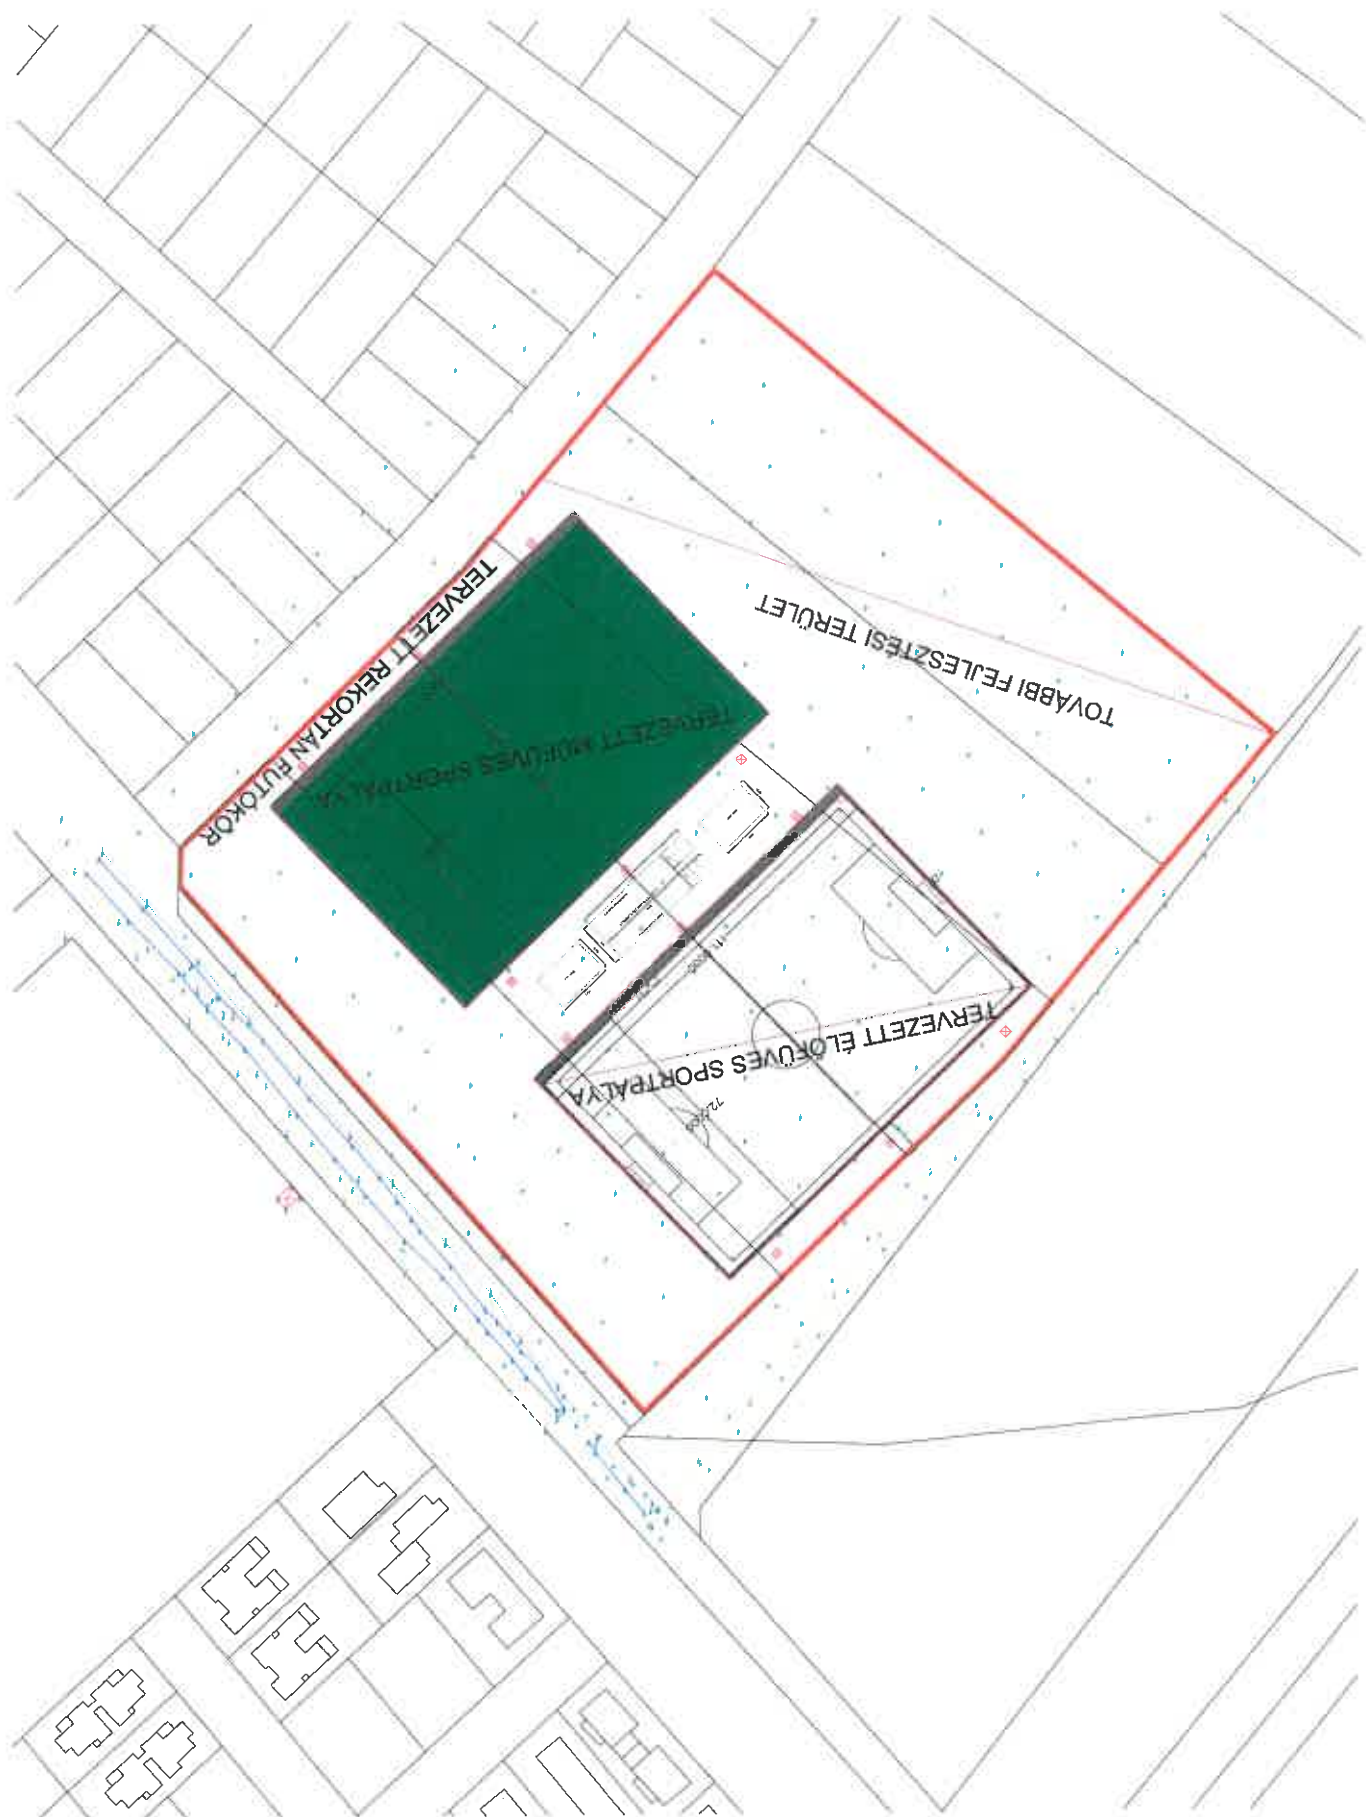 TERVEZETT REKORTÁN FUTÓKÖR
TERVEZETT MŰFÜVES SPORTPÁLYA
TOVÁBBI FEJLESZTÉSI TERÜLET
TERVEZETT ÉLŐFÜVES SPORTPÁLYA